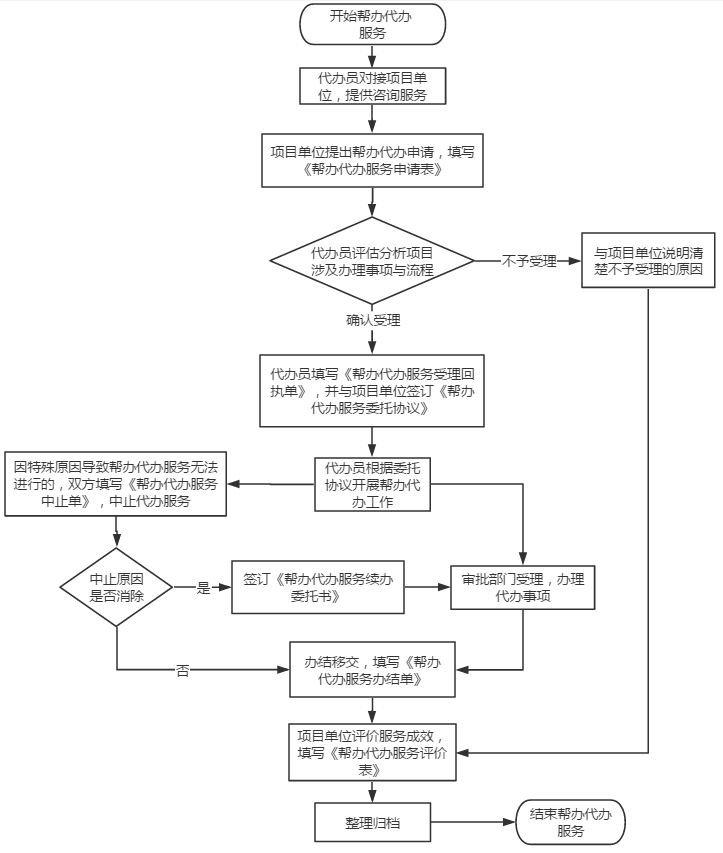 开始帮办代办
服务
代办员对接项目单
位，提供咨询服务
项目单位提出帮办代办申请，填写
《帮办代办服务申请表》
代办员评估分析项目
涉及办理事项与流程
不予受理
与项目单位说明清
楚不予受理的原因
确认受理
代办员填写《帮办代办服务受理回
执单》，并与项目单位签订《帮办
代办服务委托协议》
因特殊原因导致帮办代办服务无法
进行的，双方填写《帮办代办服务
中止单》，中止代办服务
代办员根据委托
协议开展帮办代
办工作
中止原因
是否消除
是
签订《帮办代办服务续办
委托书》
审批部门受理，办理
代办事项
否
办结移交，填写《帮办
代办服务办结单》
项目单位评价服务成效，
填写《帮办代办服务评价
表》
整理归档
结束帮办代办
服务